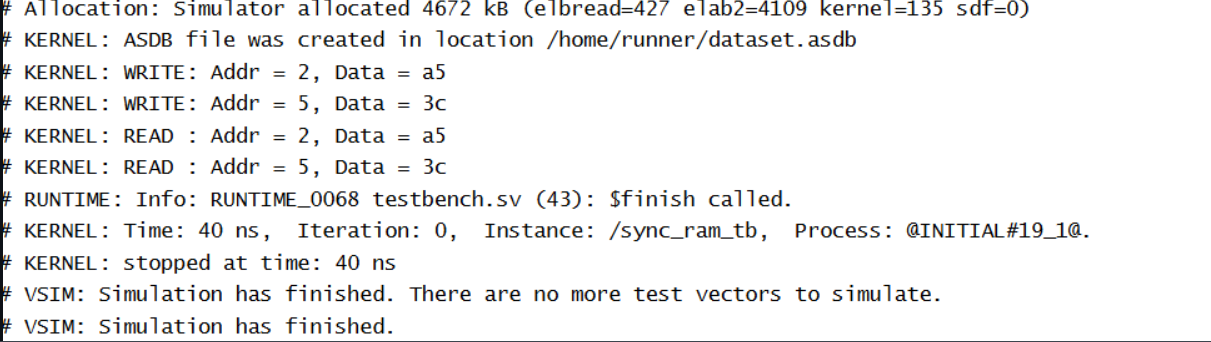 # Allocation: Simulator allocated 4672 kB (elbread=427 elab2=4109 kernel=135 sdf=0)
# KERNEL: ASDB file was created in location /home/runner/dataset.asdb
# KERNEL: WRITE: Addr = 2, Data = a5
# KERNEL: WRITE: Addr = 5, Data = 3c
# KERNEL: READ : Addr = 2, Data = a5
# KERNEL: READ : Addr = 5, Data = 3c
# RUNTIME: Info: RUNTIME_0068 testbench.sv (43): $finish called.
# KERNEL: Time: 40 ns,  Iteration: 0,  Instance: /sync_ram_tb,  Process: @INITIAL#19_1@.
# KERNEL: stopped at time: 40 ns
# VSIM: Simulation has finished. There are no more test vectors to simulate.
# VSIM: Simulation has finished.